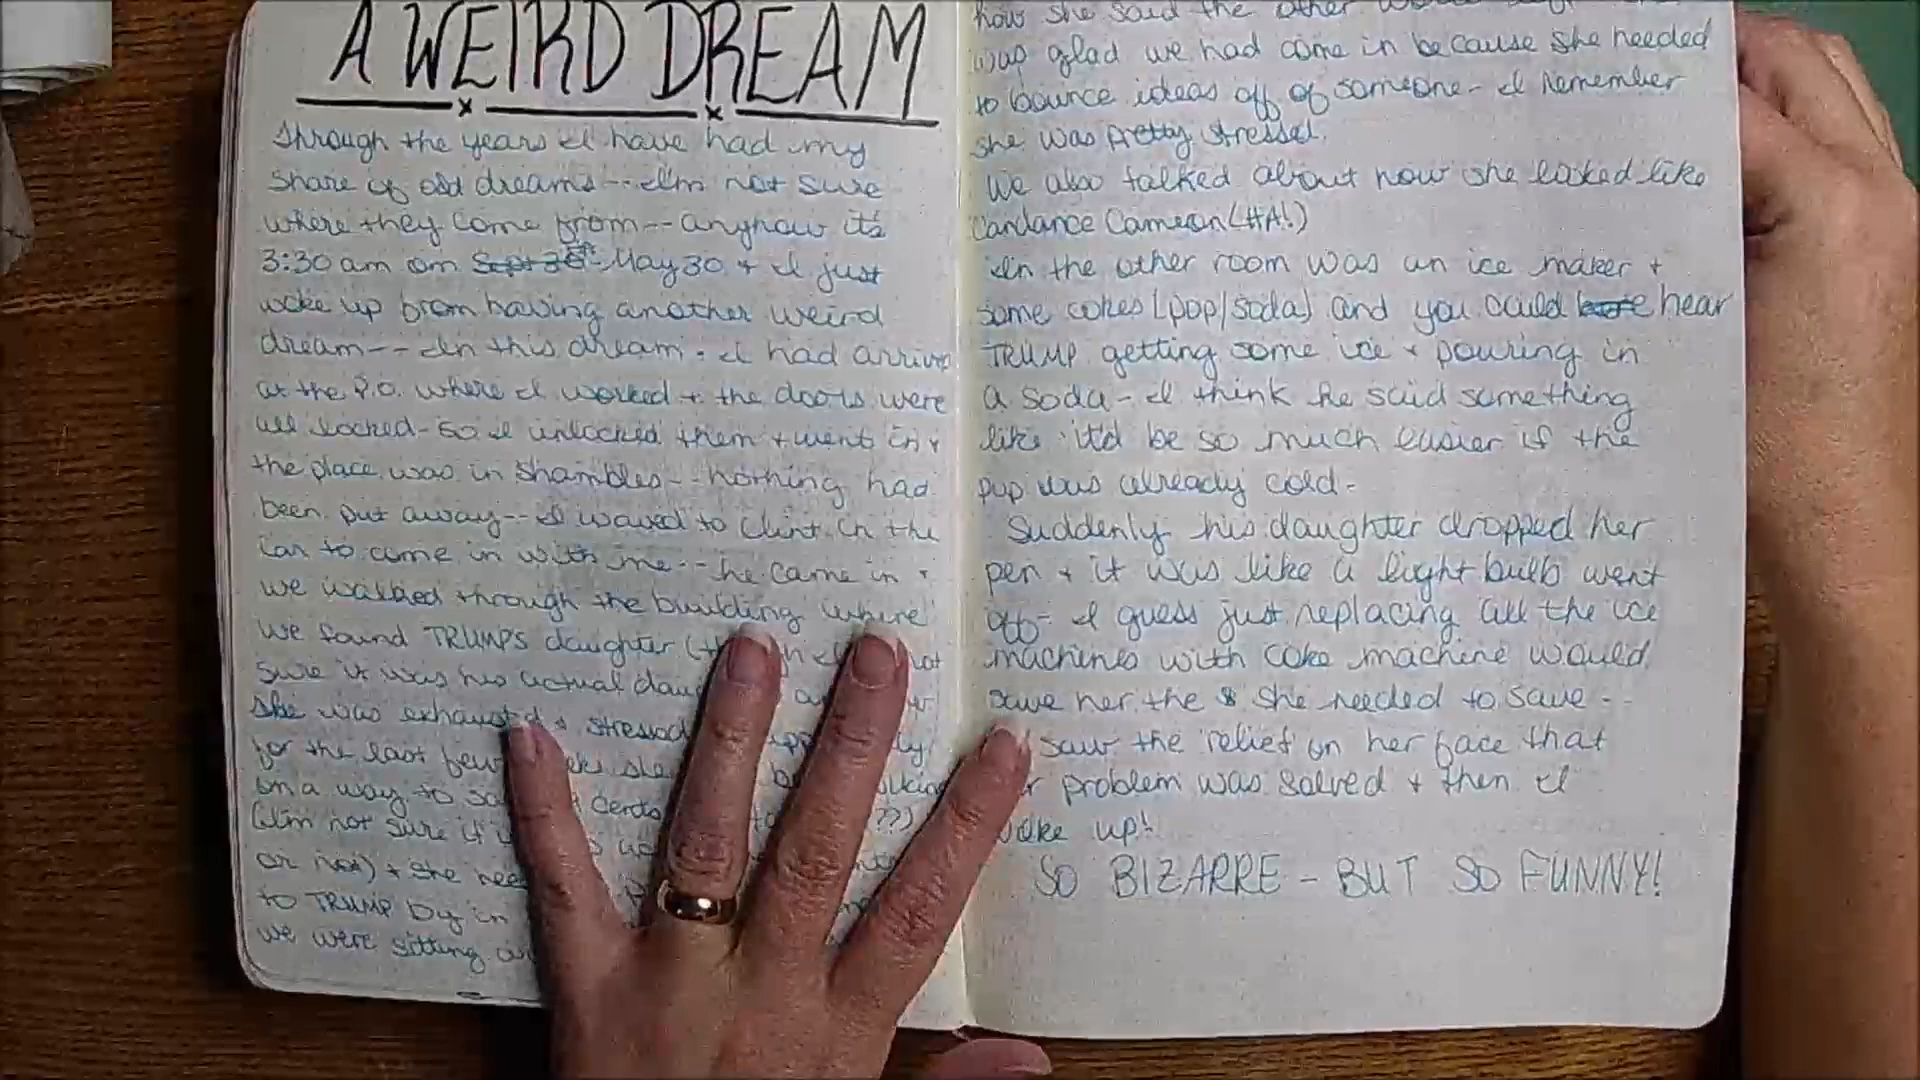 A WEIRD DREAM
Through the years I have had my
share of odd dreams -- I'm not sure
where they come from -- anyhow it's
3:30 am on Sept 30th May 30 + I just
woke up from having another weird
dream -- In this dream. I had arrive
at the P.O. where I worked + the doors were
all locked - so I unlocked them + went in +
the place was in shambles -- nothing had
been put away -- I waved to Clint in the
car to come in with me -- he came in +
we walked through the building where
we found TRUMPS daughter ( not
sure it was his actual
she was exhausted + stressed
for the last few
on a way to cents
(I'm not sure if ??)
or not) + she
to TRUMP by in
we were sitting
how she said the other
was glad we had come in because she needed
to bounce ideas off of someone - I remember
she was pretty stressed.
We also talked about how she looked like
Candance Cameron (HA!)
In the other room was an ice maker +
some cokes (pop/soda) and you could hear
TRUMP getting some ice + pouring in
a soda - I think he said something
like it'd be so much easier if the
pop was already cold -
Suddenly his daughter dropped her
pen + it was like a light bulb went
off - I guess just replacing all the ice
machines with coke machine would
save her the $ she needed to save --
saw the relief on her face that
problem was solved + then I
woke up!
SO BIZARRE - BUT SO FUNNY!